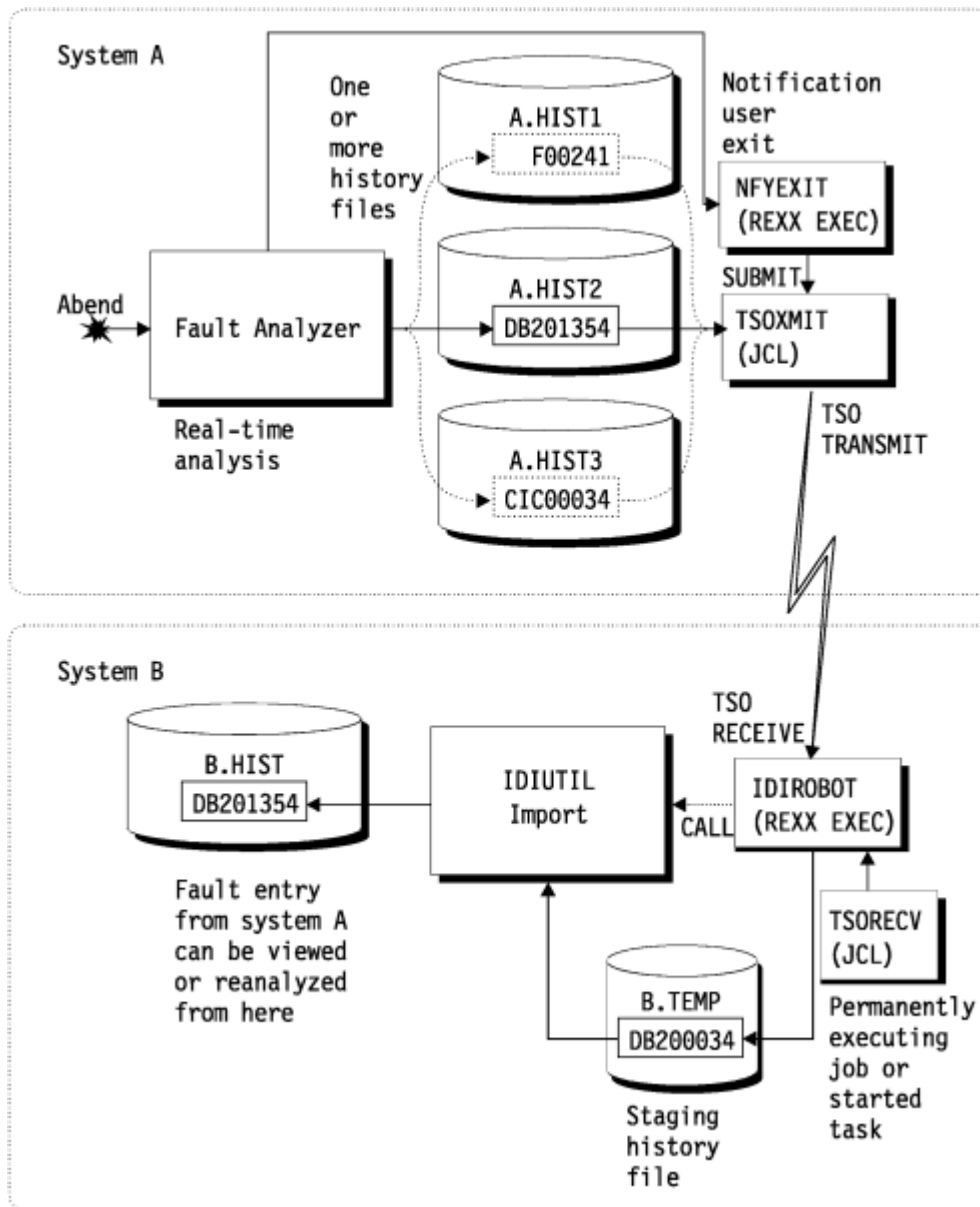 System A
One
or
more
history
files
A.HIST1
F00241
Notification
user
exit
NFYEXIT
(REXX EXEC)
SUBMIT
Abend
Fault Analyzer
A.HIST2
DB201354
TSOXMIT
(JCL)
Real-time
analysis
A.HIST3
CIC00034
TSO
TRANSMIT
System B
TSO
RECEIVE
B.HIST
DB201354
IDIUTIL
Import
CALL
IDIROBOT
(REXX EXEC)
Fault entry
from system A
can be viewed
or reanalyzed
from here
TSORECV
(JCL)
B.TEMP
DB200034
Permanently
executing
job or
started
task
Staging
history
file